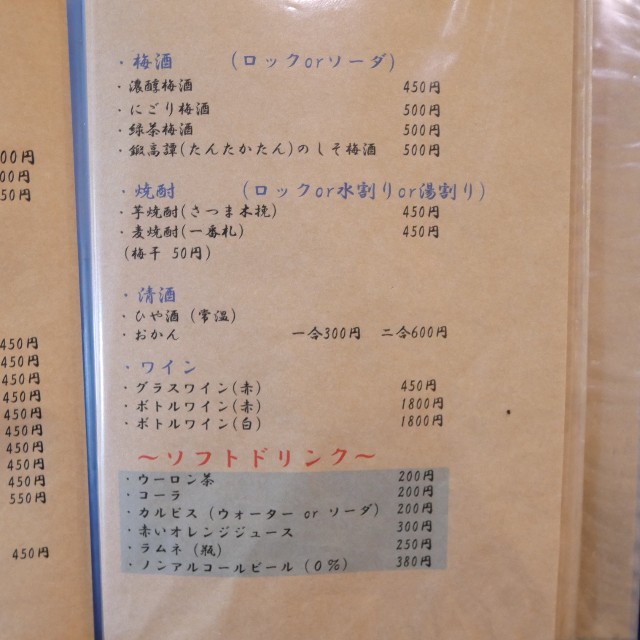 00円
00円
50円
450円
450円
450円
450円
450円
450円
450円
450円
450円
550円
450円
・梅酒 (ロックorソーダ)
・濃醇梅酒 450円
・にごり梅酒 500円
・緑茶梅酒 500円
・鍛高譚(たんたかたん)のしそ梅酒 500円
・焼酎 (ロックor水割りor湯割り)
・芋焼酎(さつま木挽) 450円
・麦焼酎(一番札) 450円
(梅干 50円)
・清酒
・ひや酒 (常温)
・おかん 一合300円 二合600円
・ワイン
・グラスワイン(赤) 450円
・ボトルワイン(赤) 1800円
・ボトルワイン(白) 1800円
～ソフトドリンク～
・ウーロン茶 200円
・コーラ 200円
・カルピス (ウォーター or ソーダ) 200円
・赤いオレンジジュース 300円
・ラムネ (瓶) 250円
・ノンアルコールビール (0%) 380円